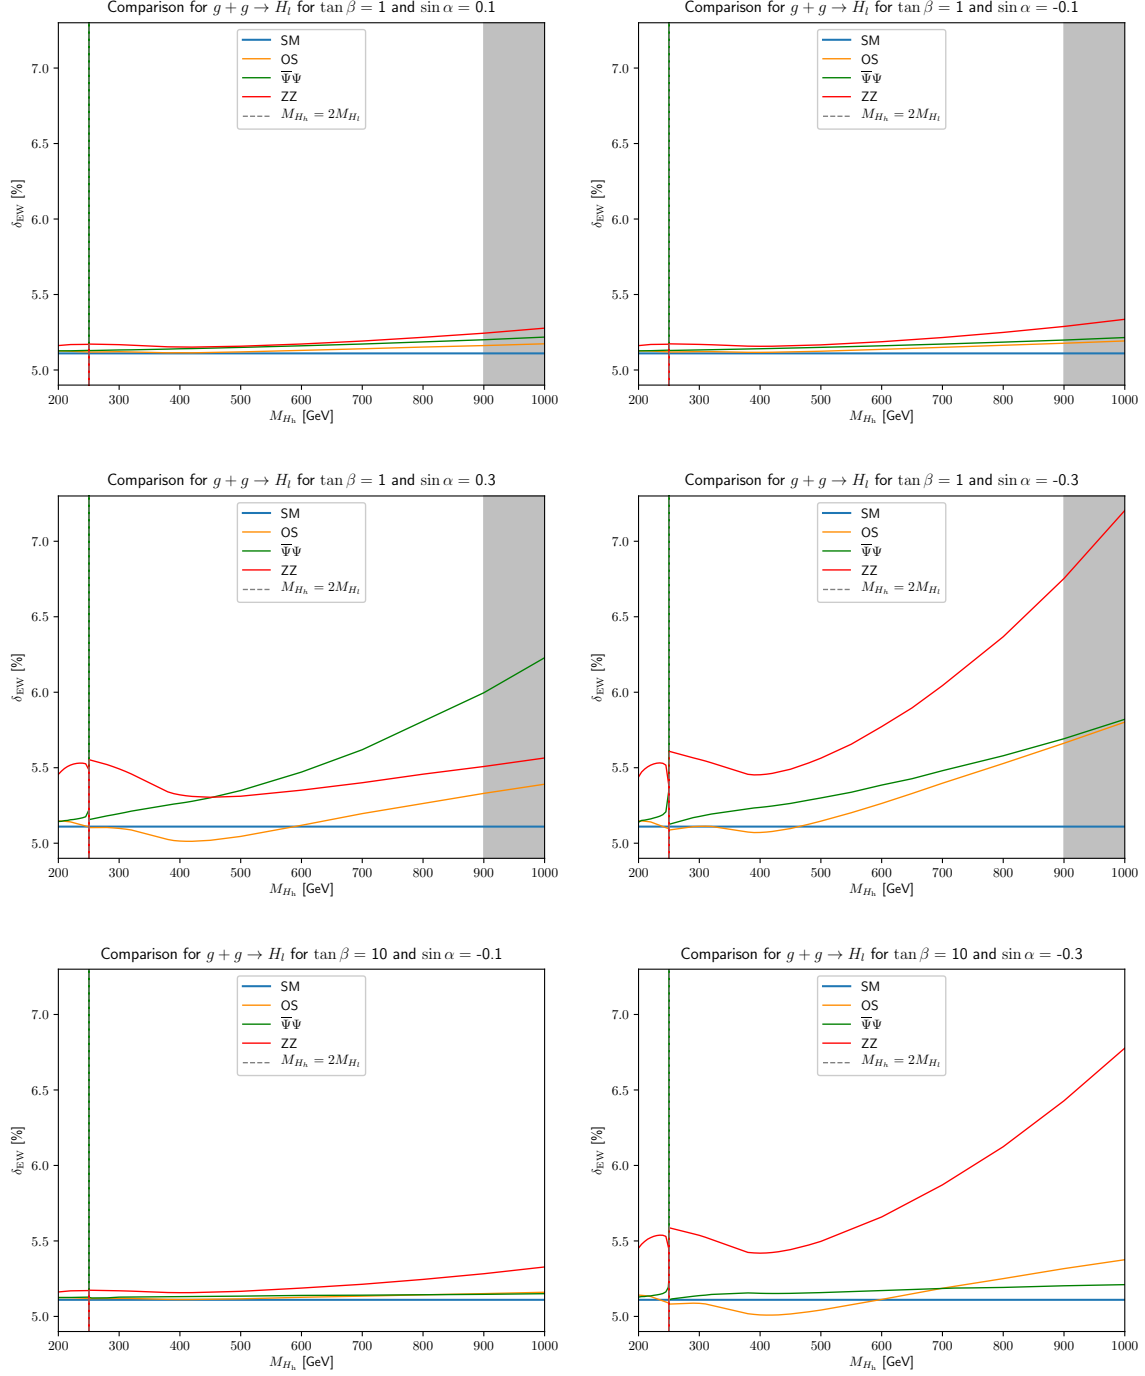 Comparison for g + g → H_l for tan β = 1 and sin α = 0.1
δ_EW [%]
7.0
6.5
6.0
5.5
5.0
200 300 400 500 600 700 800 900 1000
M_{H_h} [GeV]
SM
OS
Ψ̅Ψ
ZZ
M_{H_h} = 2M_{H_l}
Comparison for g + g → H_l for tan β = 1 and sin α = -0.1
δ_EW [%]
7.0
6.5
6.0
5.5
5.0
200 300 400 500 600 700 800 900 1000
M_{H_h} [GeV]
SM
OS
Ψ̅Ψ
ZZ
M_{H_h} = 2M_{H_l}
Comparison for g + g → H_l for tan β = 1 and sin α = 0.3
δ_EW [%]
7.0
6.5
6.0
5.5
5.0
200 300 400 500 600 700 800 900 1000
M_{H_h} [GeV]
SM
OS
Ψ̅Ψ
ZZ
M_{H_h} = 2M_{H_l}
Comparison for g + g → H_l for tan β = 1 and sin α = -0.3
δ_EW [%]
7.0
6.5
6.0
5.5
5.0
200 300 400 500 600 700 800 900 1000
M_{H_h} [GeV]
SM
OS
Ψ̅Ψ
ZZ
M_{H_h} = 2M_{H_l}
Comparison for g + g → H_l for tan β = 10 and sin α = -0.1
δ_EW [%]
7.0
6.5
6.0
5.5
5.0
200 300 400 500 600 700 800 900 1000
M_{H_h} [GeV]
SM
OS
Ψ̅Ψ
ZZ
M_{H_h} = 2M_{H_l}
Comparison for g + g → H_l for tan β = 10 and sin α = -0.3
δ_EW [%]
7.0
6.5
6.0
5.5
5.0
200 300 400 500 600 700 800 900 1000
M_{H_h} [GeV]
SM
OS
Ψ̅Ψ
ZZ
M_{H_h} = 2M_{H_l}